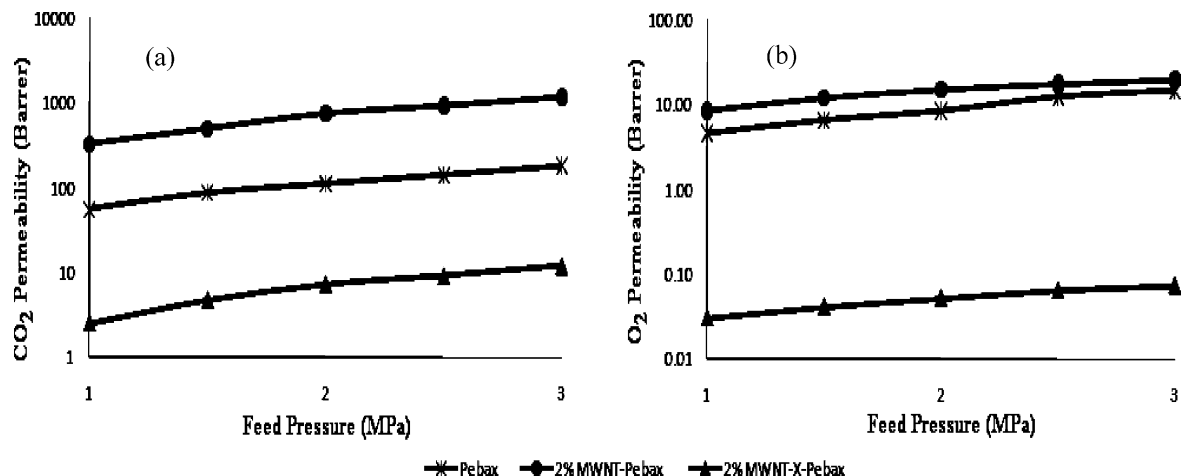 (a)
CO2 Permeability (Barrer)
10000
1000
100
10
1
1 2 3
Feed Pressure (MPa)
(b)
O2 Permeability (Barrer)
100.00
10.00
1.00
0.10
0.01
1 2 3
Feed Pressure (MPa)
Pebax 2%MWNT-Pebax 2%MWNT-X-Pebax